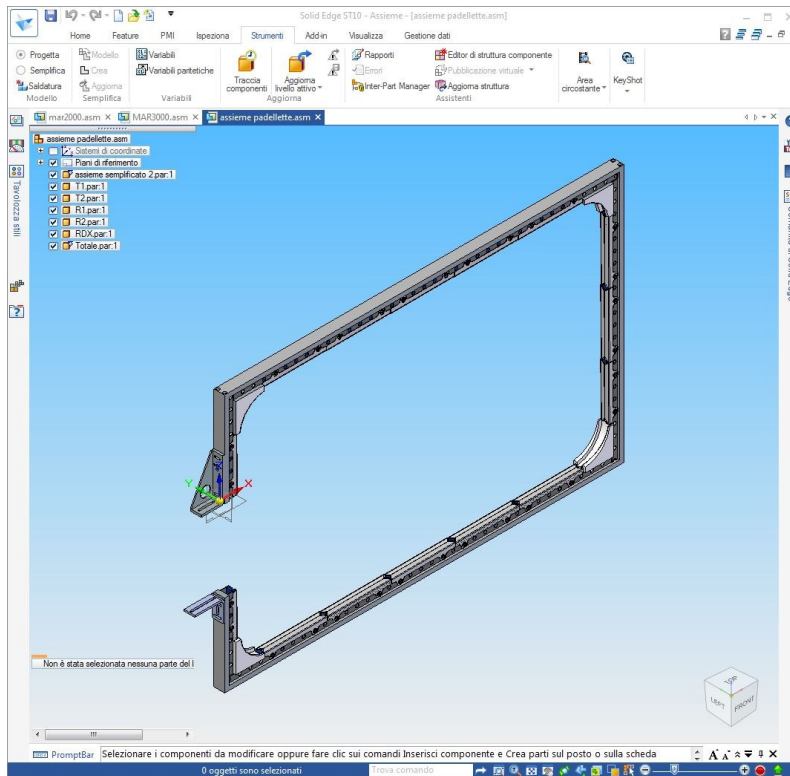 Solid Edge ST10 - Assieme - [assieme padellette.asm]
Home Feature PMI Ispeziona Strumenti Add-in Visualizza Gestione dati
Progetta Modello Variabili Rapporti Editor di struttura componente
Semplifica Crea Variabili paritetiche Errori Pubblicazione virtuale
Saldatura Aggiorna Traccia componenti Aggiorna livello attivo Inter-Part Manager Aggiorna struttura Area circostante KeyShot
Modello Semplifica Variabili Aggiorna Assistenti
mar2000.asm MAR3000.asm assieme padellette.asm
assieme padellette.asm
Sistemi di coordinate
Piani di riferimento
assieme semplificato 2.par:1
T1.par:1
T2.par:1
R1.par:1
R2.par:1
RDX.par:1
Totale.par:1
Tavolozza stili
Z
Y X
Non è stata selezionata nessuna parte del l
TOP
LEFT FRONT
PromptBar Selezionare i componenti da modificare oppure fare clic sui comandi Inserisci componente e Crea parti sul posto o sulla scheda
0 oggetti sono selezionati Trova comando